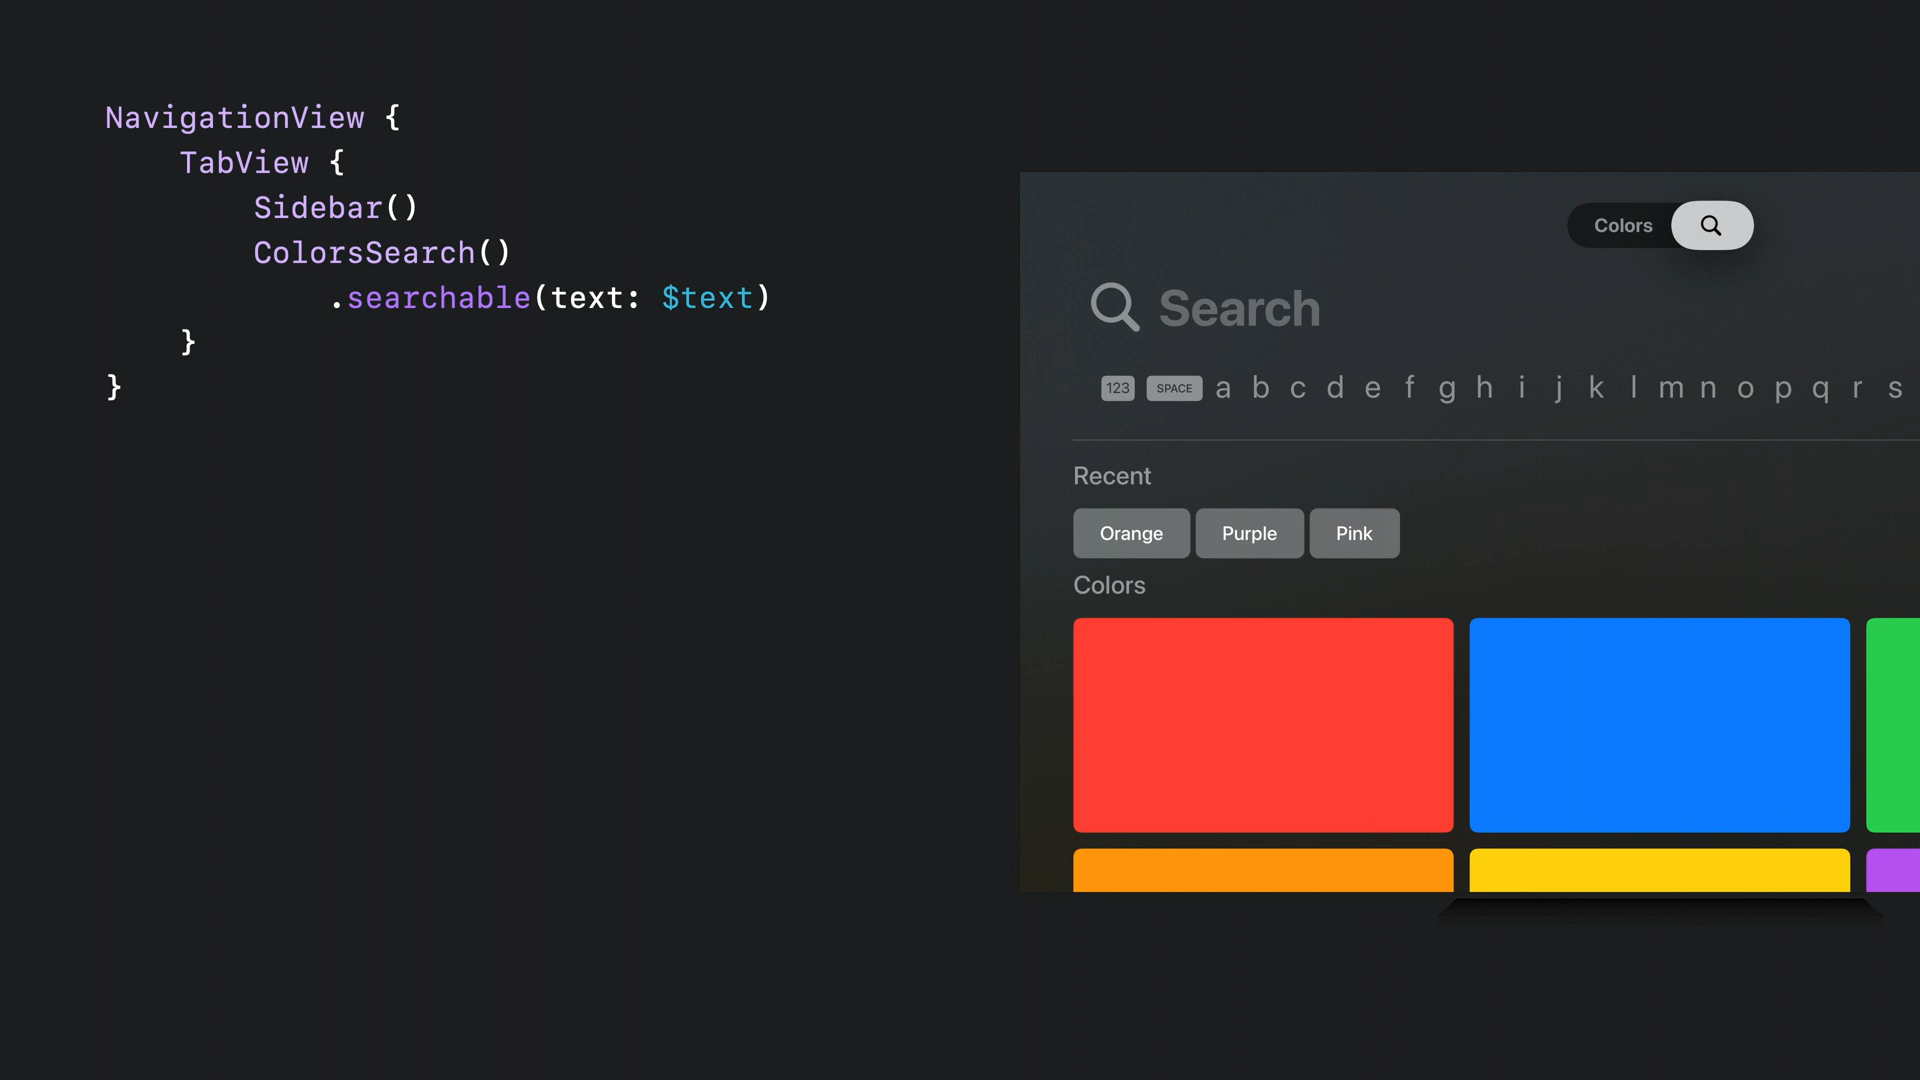 NavigationView {
TabView {
Sidebar()
ColorsSearch()
.searchable(text: $text)
}
}
Colors
Search
123 SPACE a b c d e f g h i j k l m n o p q r s
Recent
Orange Purple Pink
Colors